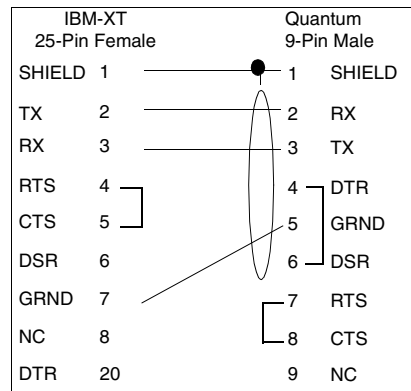 IBM-XT Quantum
25-Pin Female 9-Pin Male
SHIELD 1 1 SHIELD
TX 2 2 RX
RX 3 3 TX
RTS 4 4 DTR
CTS 5 5 GRND
DSR 6 6 DSR
GRND 7 7 RTS
NC 8 8 CTS
DTR 20 9 NC